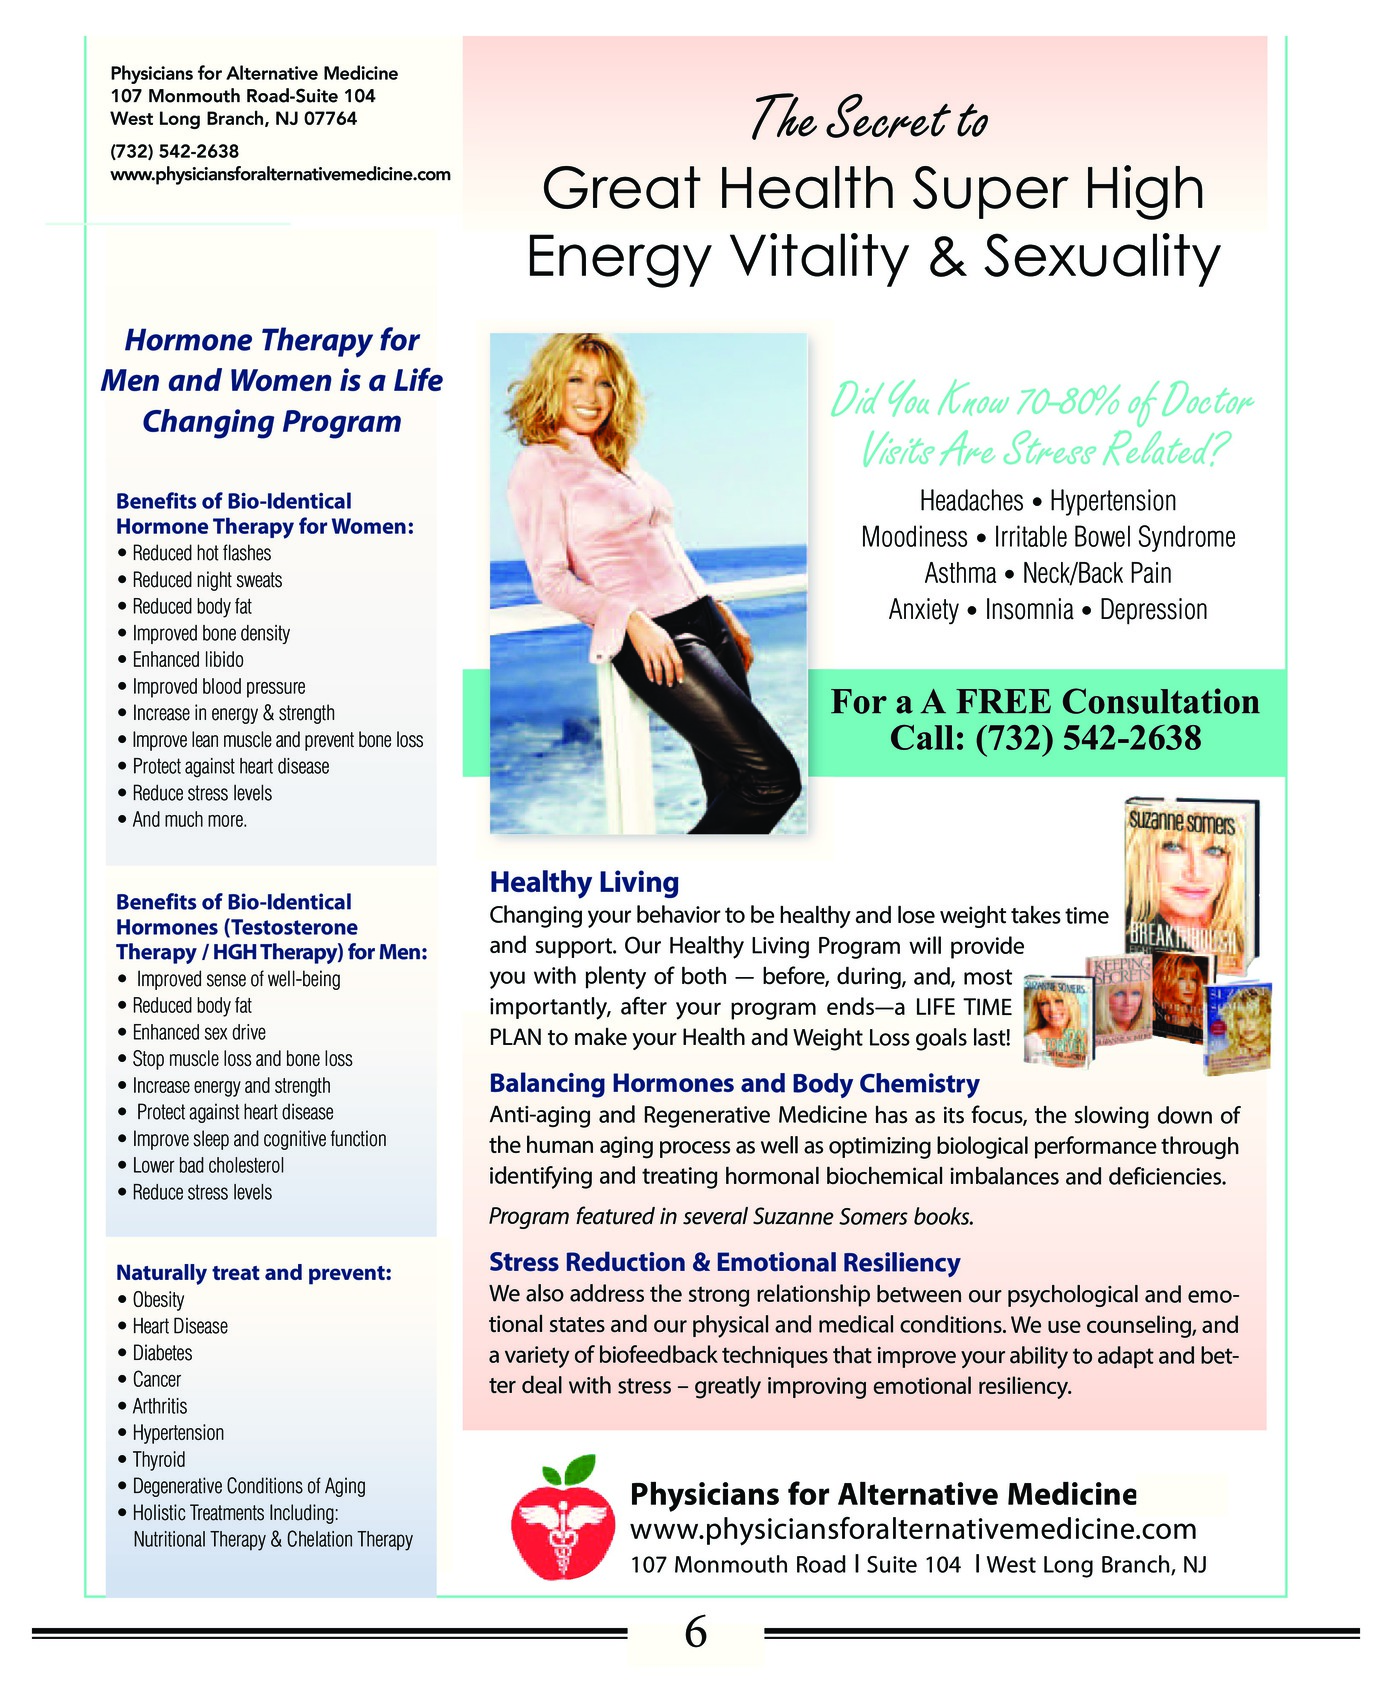 Physicians for Alternative Medicine
107 Monmouth Road-Suite 104
West Long Branch, NJ 07764
(732) 542-2638
www.physiciansforalternativemedicine.com
Hormone Therapy for
Men and Women is a Life
Changing Program
Benefits of Bio-Identical
Hormone Therapy for Women:
• Reduced hot flashes
• Reduced night sweats
• Reduced body fat
• Improved bone density
• Enhanced libido
• Improved blood pressure
• Increase in energy & strength
• Improve lean muscle and prevent bone loss
• Protect against heart disease
• Reduce stress levels
• And much more.
Benefits of Bio-Identical
Hormones (Testosterone
Therapy / HGH Therapy) for Men:
• Improved sense of well-being
• Reduced body fat
• Enhanced sex drive
• Stop muscle loss and bone loss
• Increase energy and strength
• Protect against heart disease
• Improve sleep and cognitive function
• Lower bad cholesterol
• Reduce stress levels
Naturally treat and prevent:
• Obesity
• Heart Disease
• Diabetes
• Cancer
• Arthritis
• Hypertension
• Thyroid
• Degenerative Conditions of Aging
• Holistic Treatments Including:
Nutritional Therapy & Chelation Therapy
The Secret to
Great Health Super High
Energy Vitality & Sexuality
Did You Know 70-80% of Doctor
Visits Are Stress Related?
Headaches • Hypertension
Moodiness • Irritable Bowel Syndrome
Asthma • Neck/Back Pain
Anxiety • Insomnia • Depression
For a A FREE Consultation
Call: (732) 542-2638
suzanne somers
BREAKTHROUGH
KEEPING
SECRETS
SUZANNE SOMERS
Healthy Living
Changing your behavior to be healthy and lose weight takes time
and support. Our Healthy Living Program will provide
you with plenty of both — before, during, and, most
importantly, after your program ends—a LIFE TIME
PLAN to make your Health and Weight Loss goals last!
Balancing Hormones and Body Chemistry
Anti-aging and Regenerative Medicine has as its focus, the slowing down of
the human aging process as well as optimizing biological performance through
identifying and treating hormonal biochemical imbalances and deficiencies.
Program featured in several Suzanne Somers books.
Stress Reduction & Emotional Resiliency
We also address the strong relationship between our psychological and emo-
tional states and our physical and medical conditions. We use counseling, and
a variety of biofeedback techniques that improve your ability to adapt and bet-
ter deal with stress – greatly improving emotional resiliency.
Physicians for Alternative Medicine
www.physiciansforalternativemedicine.com
107 Monmouth Road | Suite 104 | West Long Branch, NJ
6